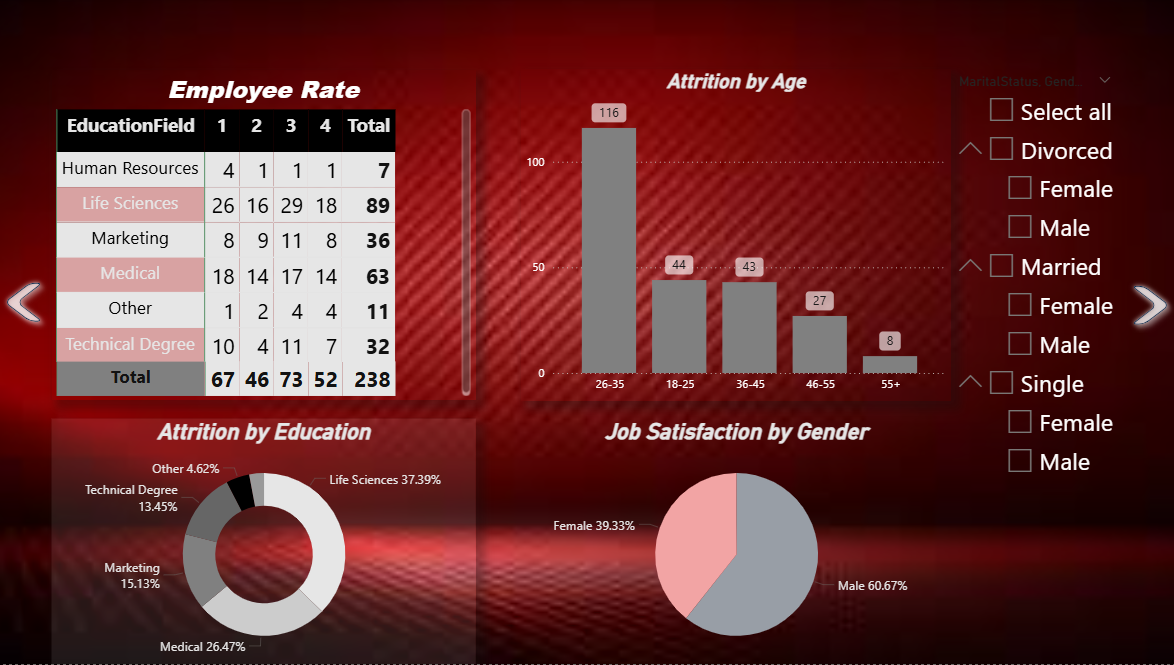 Employee Rate
EducationField 1 2 3 4 Total
Human Resources 4 1 1 1 7
Life Sciences 26 16 29 18 89
Marketing 8 9 11 8 36
Medical 18 14 17 14 63
Other 1 2 4 4 11
Technical Degree 10 4 11 7 32
Total 67 46 73 52 238
Attrition by Age
116
100
44
43
50
27
8
0
26-35 18-25 36-45 46-55 55+
MaritalStatus, Gend...
Select all
Divorced
Female
Male
Married
Female
Male
Single
Female
Male
Attrition by Education
Other 4.62%
Life Sciences 37.39%
Technical Degree
13.45%
Marketing
15.13%
Medical 26.47%
Job Satisfaction by Gender
Female 39.33%
Male 60.67%